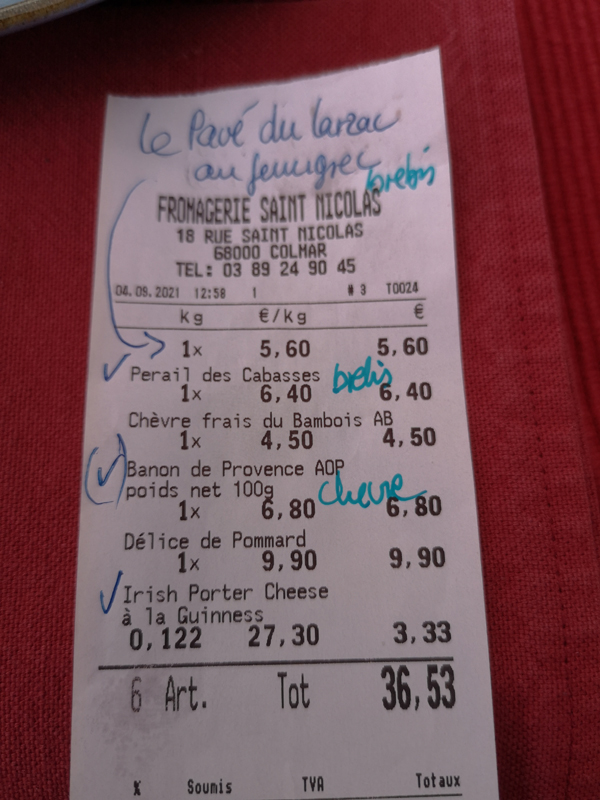 Le Pavé du larzac
au fenugrec
brebis
FROMAGERIE SAINT NICOLAS
18 RUE SAINT NICOLAS
68000 COLMAR
TEL: 03 89 24 90 45
04.09.2021 12:58 1 # 3 T0024
kg €/kg €
1x 5,60 5,60
Perail des Cabasses brebis
1x 6,40 6,40
Chèvre frais du Bambois AB
1x 4,50 4,50
Banon de Provence AOP
poids net 100g chevre
1x 6,80 6,80
Délice de Pommard
1x 9,90 9,90
Irish Porter Cheese
à la Guinness
0,122 27,30 3,33
6 Art. Tot 36,53
% Soumis TVA Totaux